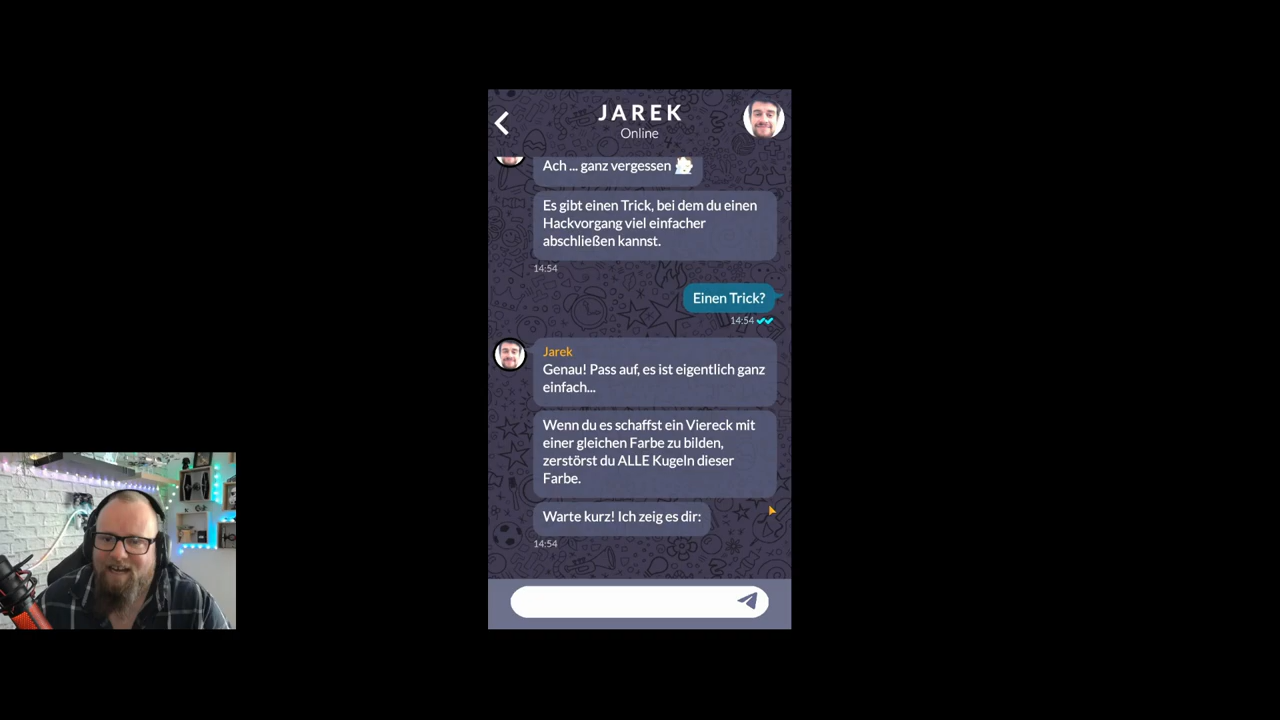 JAREK
Online
Ach ... ganz vergessen
Es gibt einen Trick, bei dem du einen
Hackvorgang viel einfacher
abschließen kannst.
14:54
Einen Trick?
14:54
Jarek
Genau! Pass auf, es ist eigentlich ganz
einfach...
Wenn du es schaffst ein Viereck mit
einer gleichen Farbe zu bilden,
zerstörst du ALLE Kugeln dieser
Farbe.
Warte kurz! Ich zeig es dir:
14:54